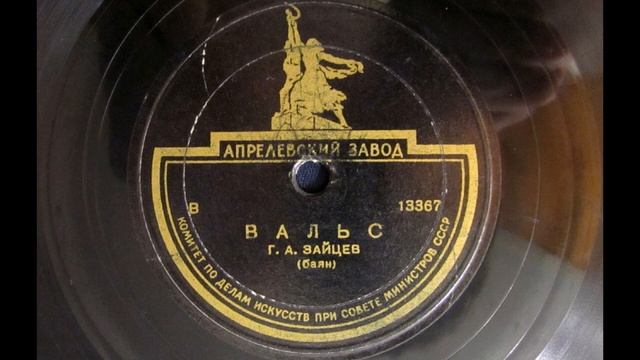 АПРЕЛЕВСКИЙ ЗАВОД
В 13367
ВАЛЬС
Г. А. ЗАЙЦЕВ
(баян)
КОМИТЕТ ПО ДЕЛАМ ИСКУССТВ ПРИ СОВЕТЕ МИНИСТРОВ СССР